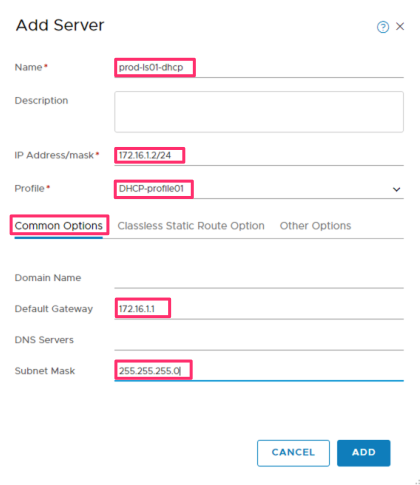 Add Server
Name* prod-ls01-dhcp
Description
IP Address/mask* 172.16.1.2/24
Profile* DHCP-profile01
Common Options Classless Static Route Option Other Options
Domain Name
Default Gateway 172.16.1.1
DNS Servers
Subnet Mask 255.255.255.0
CANCEL ADD